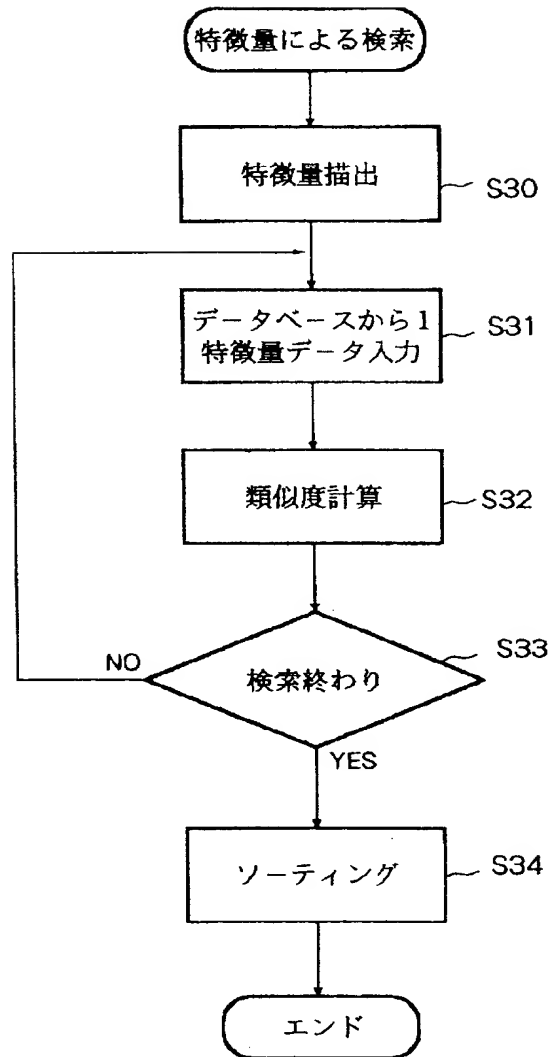 特徴量による検索
特徴量描出
S30
データベースから1
特徴量データ入力
S31
類似度計算
S32
検索終わり
S33
NO
YES
ソーティング
S34
エンド